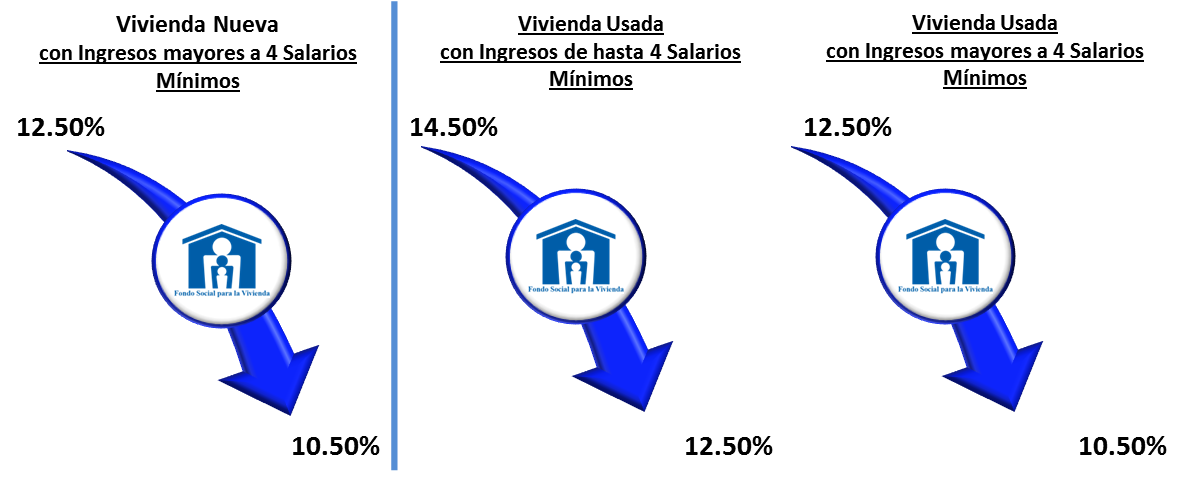 Vivienda Nueva
con Ingresos mayores a 4 Salarios
Mínimos
12.50%
Fondo Social para la Vivienda
10.50%
Vivienda Usada
con Ingresos de hasta 4 Salarios
Mínimos
14.50%
Fondo Social para la Vivienda
12.50%
Vivienda Usada
con Ingresos mayores a 4 Salarios
Mínimos
12.50%
Fondo Social para la Vivienda
10.50%